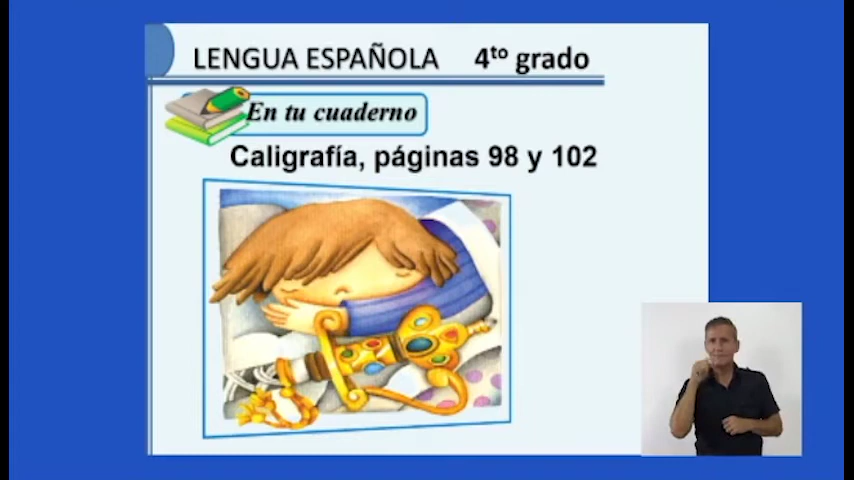 LENGUA ESPAÑOLA 4to grado
En tu cuaderno
Caligrafía, páginas 98 y 102